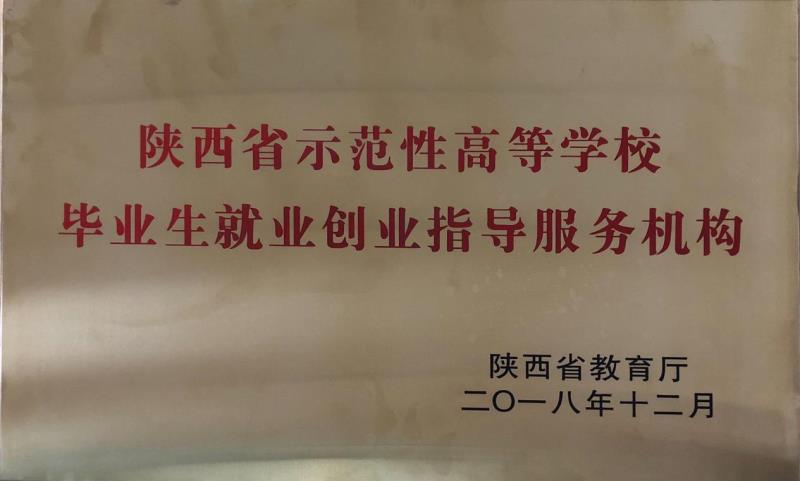 陕西省示范性高等学校
毕业生就业创业指导服务机构
陕西省教育厅
二〇一八年十二月